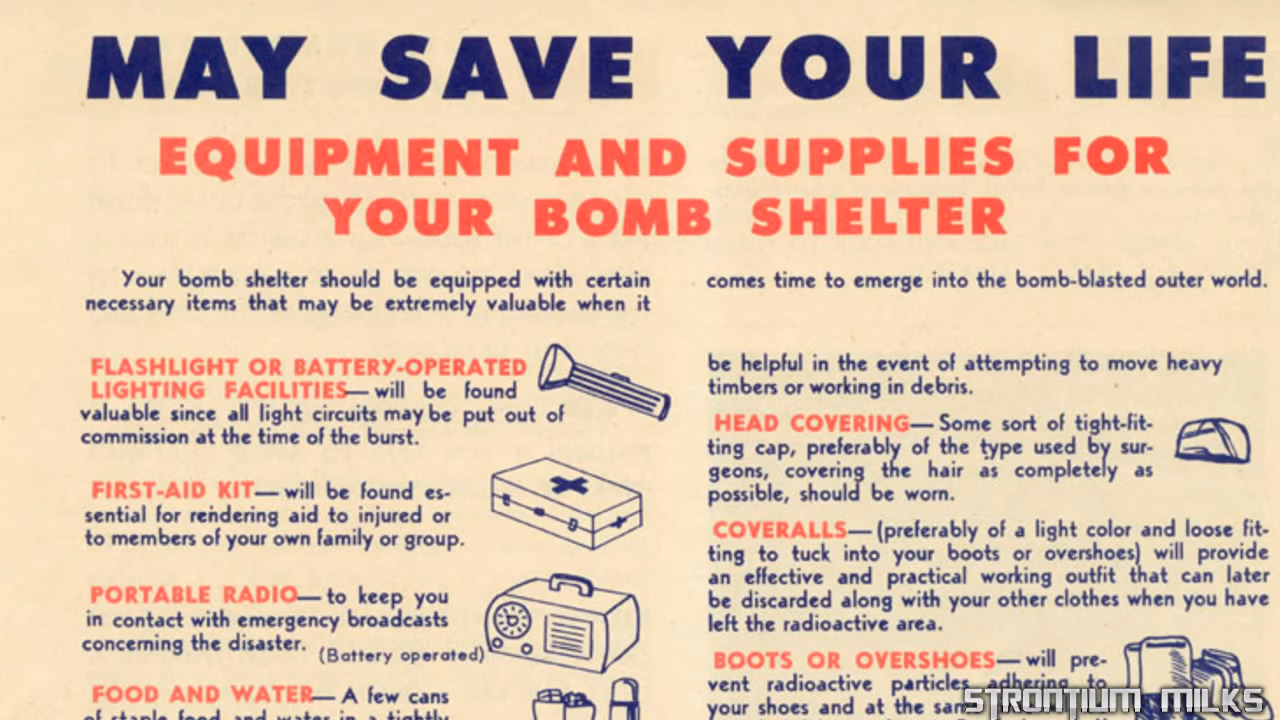 MAY SAVE YOUR LIFE
EQUIPMENT AND SUPPLIES FOR
YOUR BOMB SHELTER
Your bomb shelter should be equipped with certain
necessary items that may be extremely valuable when it
comes time to emerge into the bomb-blasted outer world.
FLASHLIGHT OR BATTERY-OPERATED
LIGHTING FACILITIES— will be found
valuable since all light circuits may be put out of
commission at the time of the burst.
FIRST-AID KIT— will be found es-
sential for rendering aid to injured or
to members of your own family or group.
PORTABLE RADIO— to keep you
in contact with emergency broadcasts
concerning the disaster. (Battery operated)
FOOD AND WATER— A few cans
of staple food and water in a tightly
be helpful in the event of attempting to move heavy
timbers or working in debris.
HEAD COVERING— Some sort of tight-fit-
ting cap, preferably of the type used by sur-
geons, covering the hair as completely as
possible, should be worn.
COVERALLS— (preferably of a light color and loose fit-
ting to tuck into your boots or overshoes) will provide
an effective and practical working outfit that can later
be discarded along with your other clothes when you have
left the radioactive area.
BOOTS OR OVERSHOES— will pre-
vent radioactive particles adhering to
your shoes and at the sam
STRONTIUM MILKS